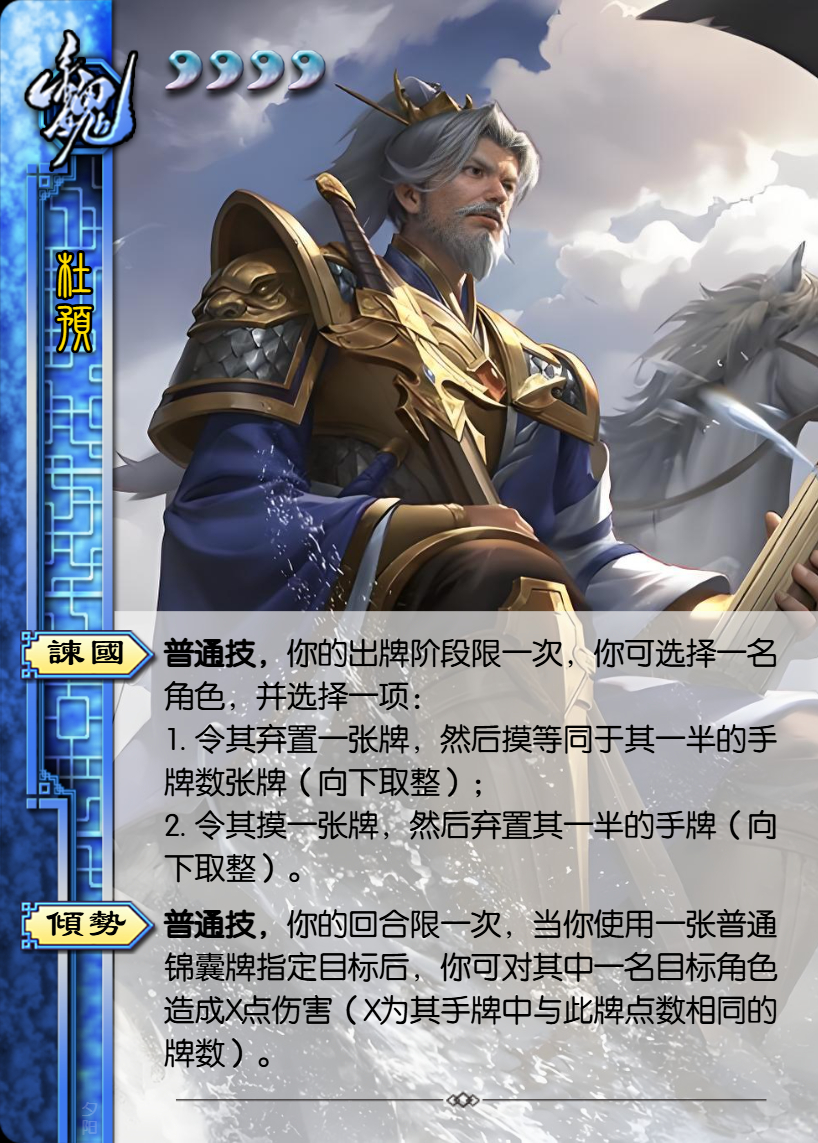 魏
杜預
諫國
普通技，你的出牌阶段限一次，你可选择一名
角色，并选择一项：
1. 令其弃置一张牌，然后摸等同于其一半的手
牌数张牌（向下取整）；
2. 令其摸一张牌，然后弃置其一半的手牌（向
下取整）。
傾勢
普通技，你的回合限一次，当你使用一张普通
锦囊牌指定目标后，你可对其中一名目标角色
造成X点伤害（X为其手牌中与此牌点数相同的
牌数）。
夕阳